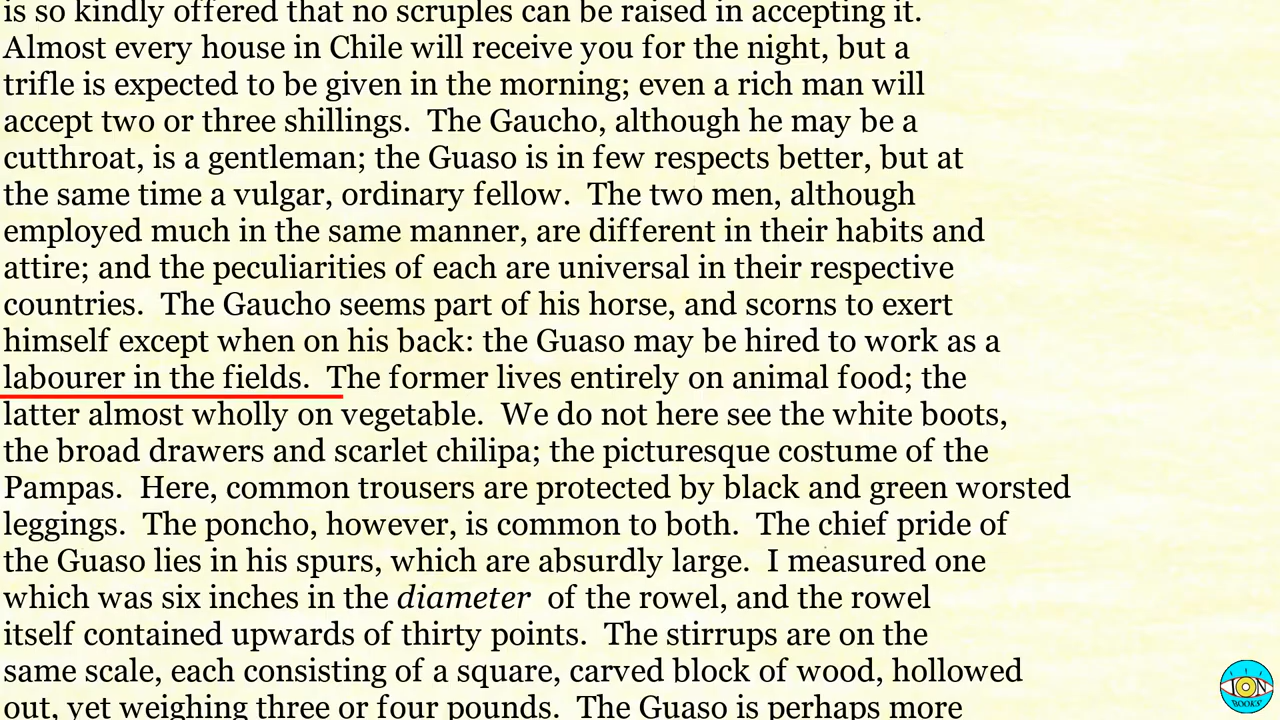 is so kindly offered that no scruples can be raised in accepting it.
Almost every house in Chile will receive you for the night, but a
trifle is expected to be given in the morning; even a rich man will
accept two or three shillings.  The Gaucho, although he may be a
cutthroat, is a gentleman; the Guaso is in few respects better, but at
the same time a vulgar, ordinary fellow.  The two men, although
employed much in the same manner, are different in their habits and
attire; and the peculiarities of each are universal in their respective
countries.  The Gaucho seems part of his horse, and scorns to exert
himself except when on his back: the Guaso may be hired to work as a
labourer in the fields.  The former lives entirely on animal food; the
latter almost wholly on vegetable.  We do not here see the white boots,
the broad drawers and scarlet chilipa; the picturesque costume of the
Pampas.  Here, common trousers are protected by black and green worsted
leggings.  The poncho, however, is common to both.  The chief pride of
the Guaso lies in his spurs, which are absurdly large.  I measured one
which was six inches in the diameter  of the rowel, and the rowel
itself contained upwards of thirty points.  The stirrups are on the
same scale, each consisting of a square, carved block of wood, hollowed
out, yet weighing three or four pounds.  The Guaso is perhaps more
ION
BOOKS